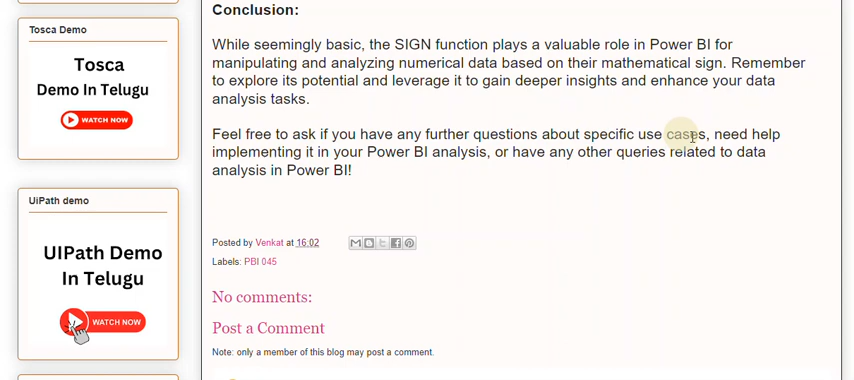 Tosca Demo
Tosca
Demo In Telugu
WATCH NOW
UiPath demo
UIPath Demo
In Telugu
WATCH NOW
Conclusion:
While seemingly basic, the SIGN function plays a valuable role in Power BI for
manipulating and analyzing numerical data based on their mathematical sign. Remember
to explore its potential and leverage it to gain deeper insights and enhance your data
analysis tasks.
Feel free to ask if you have any further questions about specific use cases, need help
implementing it in your Power BI analysis, or have any other queries related to data
analysis in Power BI!
Posted by Venkat at 16:02
Labels: PBI 045
No comments:
Post a Comment
Note: only a member of this blog may post a comment.